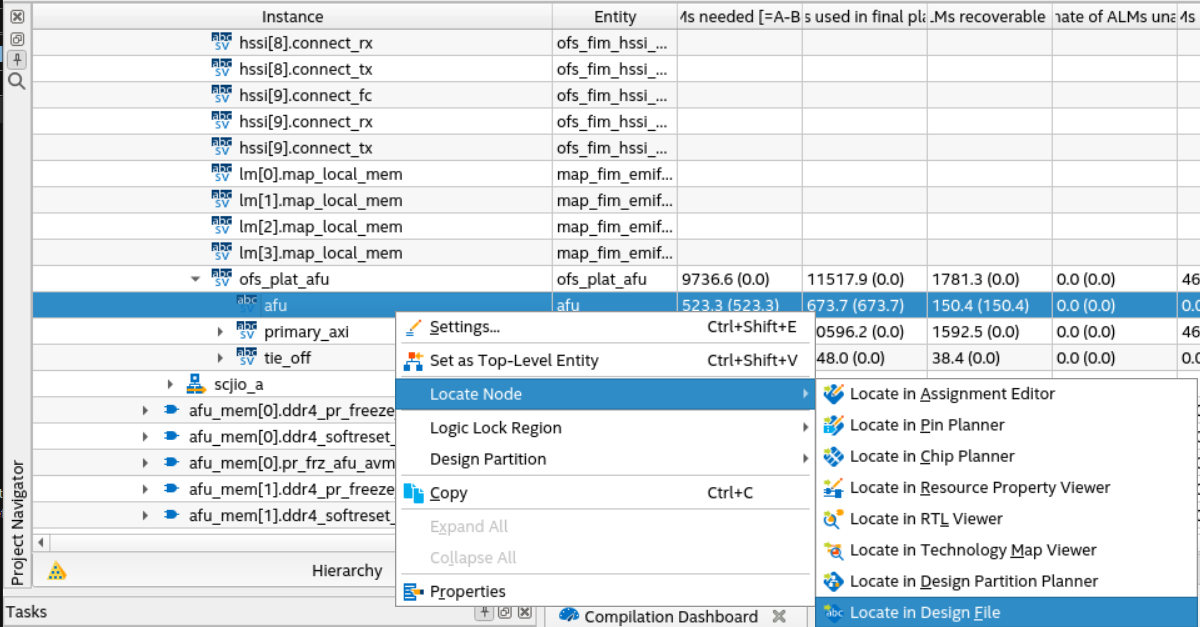 Instance Entity Ms needed [=A-B s used in final pla LMs recoverable nate of ALMs una Ms
hssi[8].connect_rx ofs_fim_hssi_...
hssi[8].connect_tx ofs_fim_hssi_...
hssi[9].connect_fc ofs_fim_hssi_...
hssi[9].connect_rx ofs_fim_hssi_...
hssi[9].connect_tx ofs_fim_hssi_...
lm[0].map_local_mem map_fim_emif...
lm[1].map_local_mem map_fim_emif...
lm[2].map_local_mem map_fim_emif...
lm[3].map_local_mem map_fim_emif...
ofs_plat_afu ofs_plat_afu 9736.6 (0.0) 11517.9 (0.0) 1781.3 (0.0) 0.0 (0.0) 46
afu afu 523.3 (523.3) 673.7 (673.7) 150.4 (150.4) 0.0 (0.0) 0.0
primary_axi 0596.2 (0.0) 1592.5 (0.0) 0.0 (0.0) 46
tie_off 48.0 (0.0) 38.4 (0.0) 0.0 (0.0) 0.0
scjio_a
afu_mem[0].ddr4_pr_freeze
afu_mem[0].ddr4_softreset_
afu_mem[0].pr_frz_afu_avm
afu_mem[1].ddr4_pr_freeze
afu_mem[1].ddr4_softreset_
Settings... Ctrl+Shift+E
Set as Top-Level Entity Ctrl+Shift+V
Locate Node
Logic Lock Region
Design Partition
Copy Ctrl+C
Expand All
Collapse All
Properties
Locate in Assignment Editor
Locate in Pin Planner
Locate in Chip Planner
Locate in Resource Property Viewer
Locate in RTL Viewer
Locate in Technology Map Viewer
Locate in Design Partition Planner
Locate in Design File
Project Navigator
Hierarchy
Tasks
Compilation Dashboard